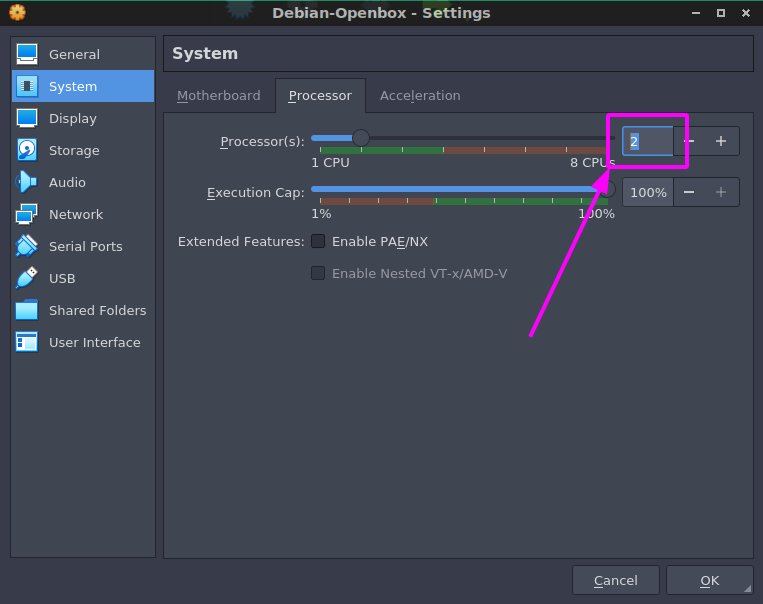 Debian-Openbox - Settings
General
System
Display
Storage
Audio
Network
Serial Ports
USB
Shared Folders
User Interface
System
Motherboard Processor Acceleration
Processor(s): 2
1 CPU 8 CPUs
Execution Cap: 100%
1% 100%
Extended Features: Enable PAE/NX
Enable Nested VT-x/AMD-V
Cancel OK